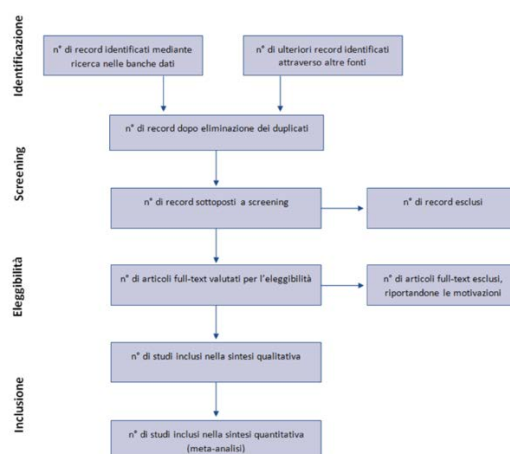 Identificazione
n° di record identificati mediante
ricerca nelle banche dati
n° di ulteriori record identificati
attraverso altre fonti
n° di record dopo eliminazione dei duplicati
Screening
n° di record sottoposti a screening
n° di record esclusi
Eleggibilità
n° di articoli full-text valutati per l'eleggibilità
n° di articoli full-text esclusi,
riportandone le motivazioni
n° di studi inclusi nella sintesi qualitativa
Inclusione
n° di studi inclusi nella sintesi quantitativa
(meta-analisi)